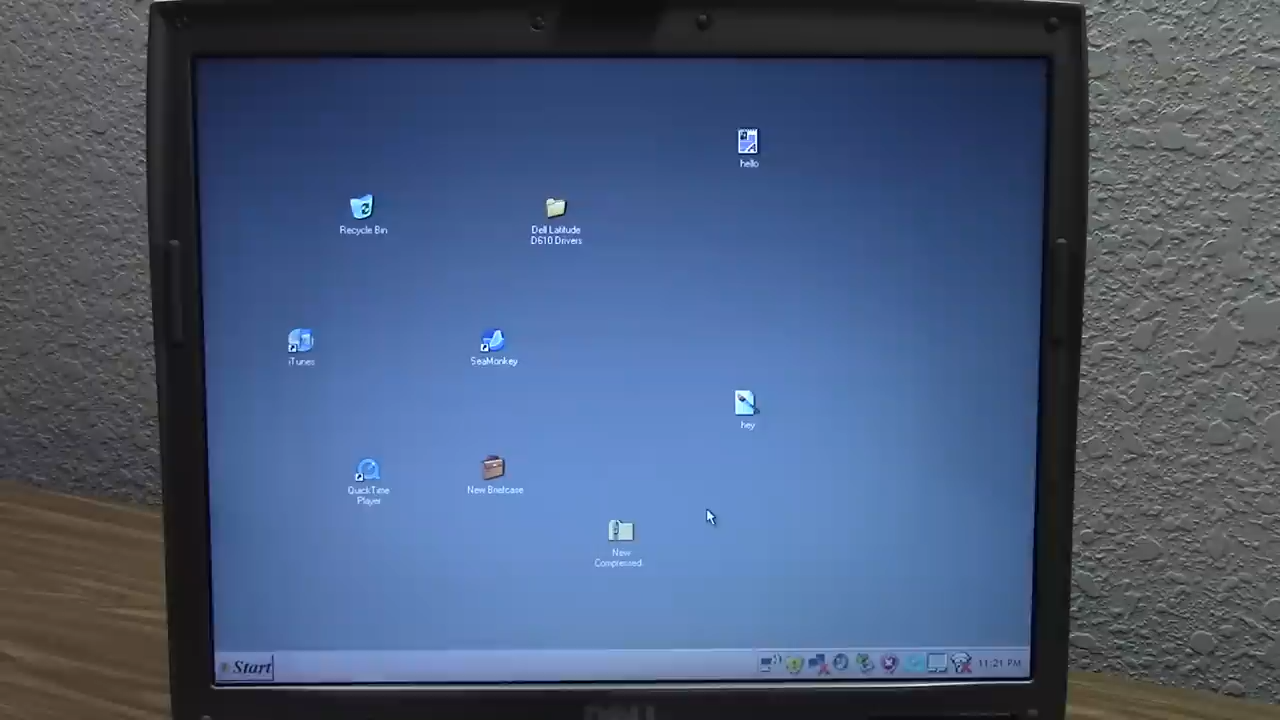 hello
Recycle Bin
Dell Latitude
D610 Drivers
iTunes
SeaMonkey
hey
QuickTime
Player
New Briefcase
New
Compressed
Start
11:21 PM
DELL